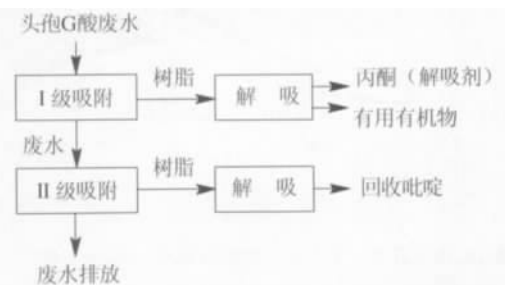 头孢G酸废水
I级吸附
树脂
解 吸
丙酮（解吸剂）
有用有机物
废水
II级吸附
树脂
解 吸
回收吡啶
废水排放